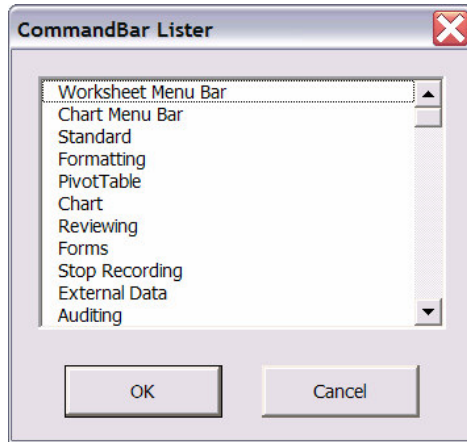 CommandBar Lister
Worksheet Menu Bar
Chart Menu Bar
Standard
Formatting
PivotTable
Chart
Reviewing
Forms
Stop Recording
External Data
Auditing
OK
Cancel